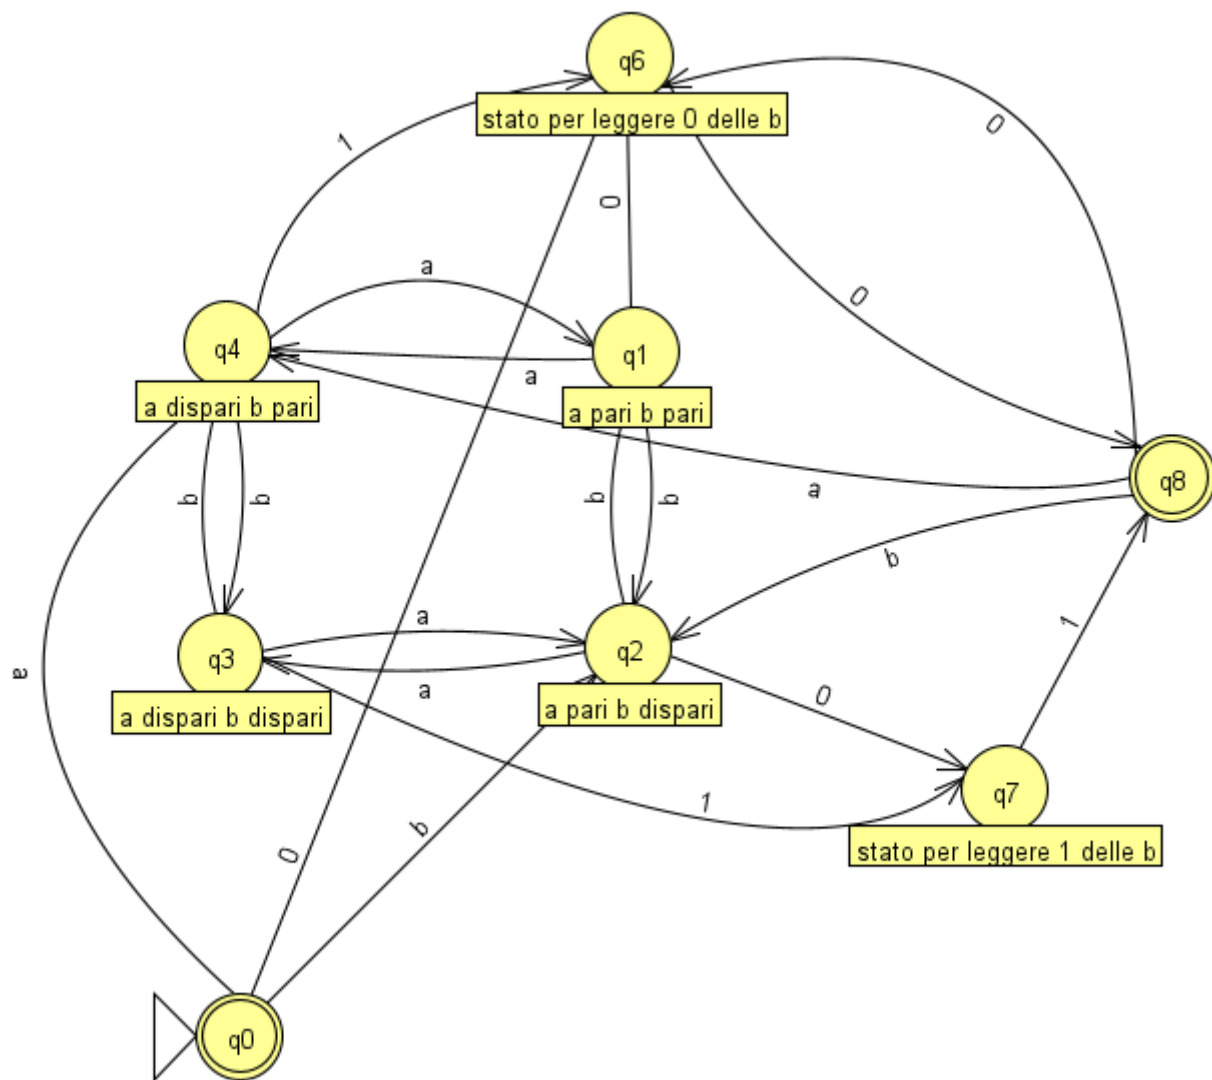 q6
stato per leggere 0 delle b
1
0
0
0
a
q4
q1
a
a dispari b pari
a pari b pari
q8
a
b
b
b
b
b
a
q3
q2
a
a
0
a dispari b dispari
a pari b dispari
1
q7
1
b
0
stato per leggere 1 delle b
q0